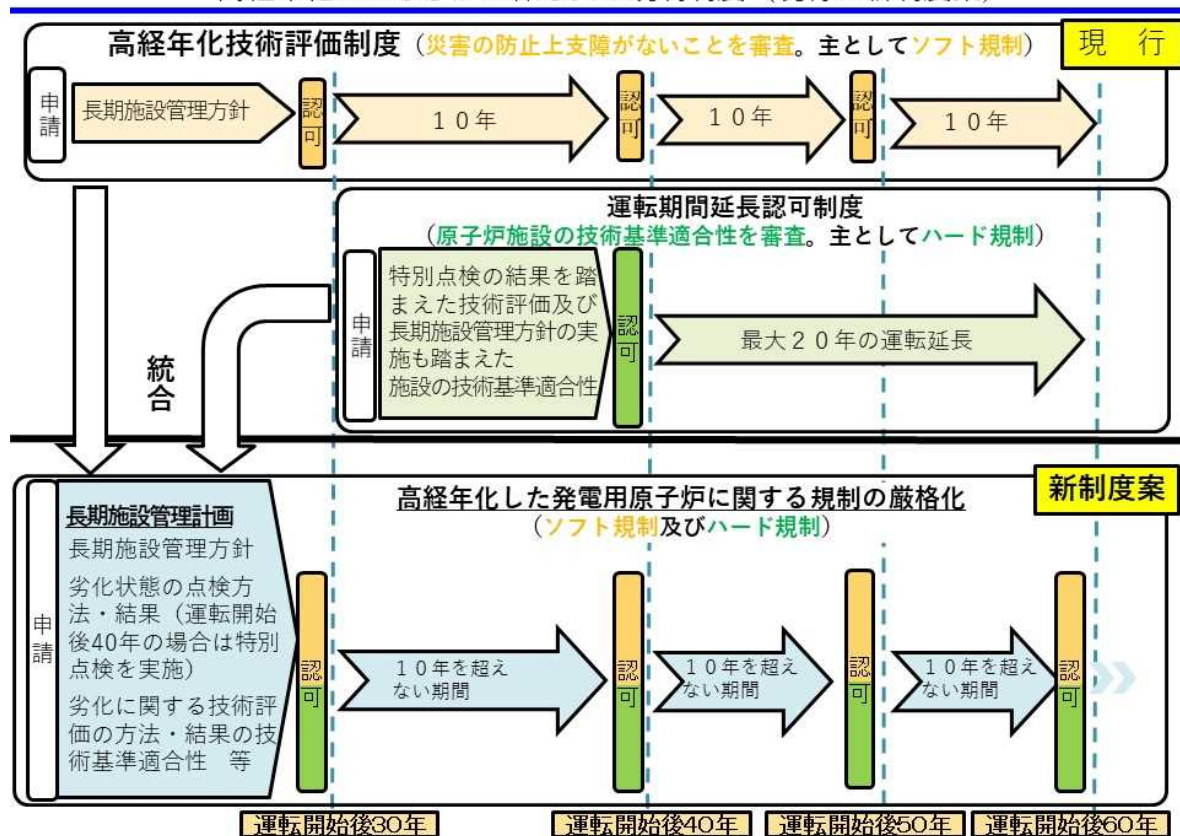 高経年化技術評価制度（災害の防止上支障がないことを審査。主としてソフト規制）
現　行
申請
長期施設管理方針
認可
１０年
認可
１０年
認可
１０年
運転期間延長認可制度
（原子炉施設の技術基準適合性を審査。主としてハード規制）
申請
特別点検の結果を踏
まえた技術評価及び
長期施設管理方針の実
施も踏まえた
施設の技術基準適合性
認可
最大２０年の運転延長
統合
新制度案
高経年化した発電用原子炉に関する規制の厳格化
（ソフト規制及びハード規制）
申請
長期施設管理計画
長期施設管理方針
劣化状態の点検方
法・結果（運転開始
後40年の場合は特別
点検を実施）
劣化に関する技術評
価の方法・結果の技
術基準適合性　等
認可
１０年を超え
ない期間
認可
１０年を超え
ない期間
認可
１０年を超え
ない期間
認可
運転開始後30年
運転開始後40年
運転開始後50年
運転開始後60年